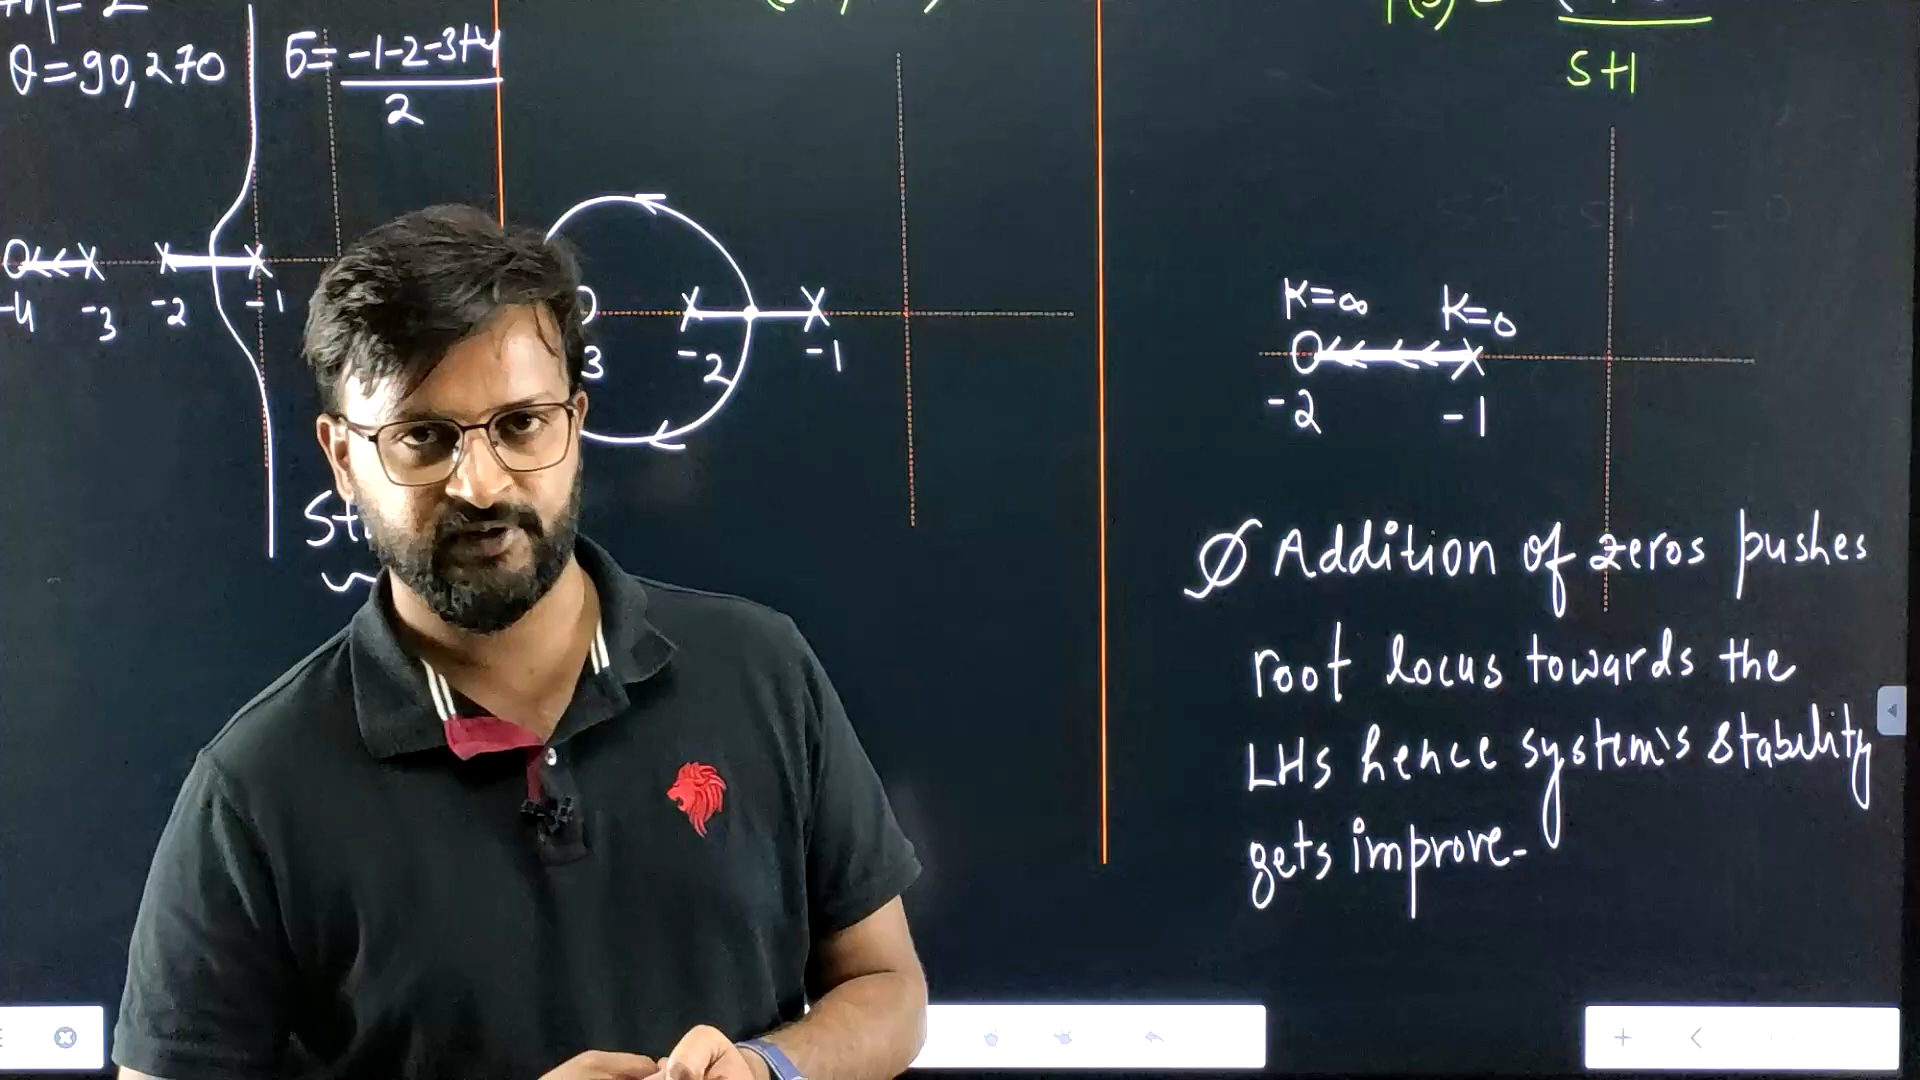 θ=90,270
σ= -1-2-3+4
2
s+1
-4 -3 -2 -1
3 -2 -1
K=∞ K=0
-2 -1
Addition of zeros pushes
root locus towards the
LHS hence system's stability
gets improve-